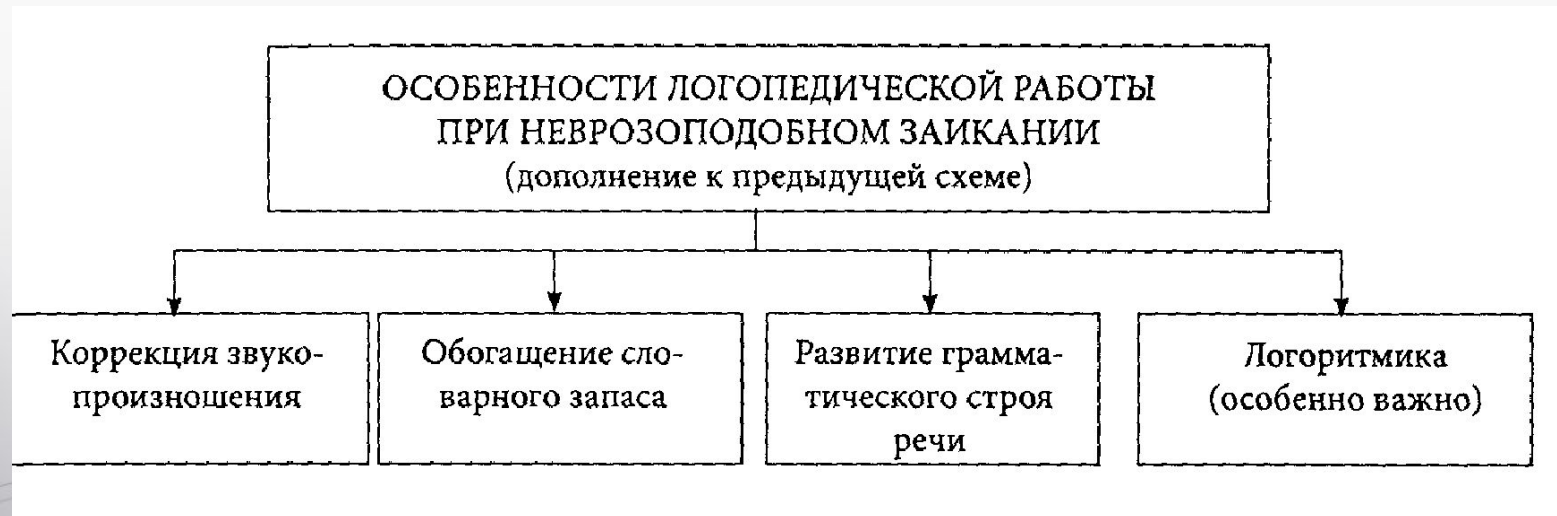 ОСОБЕННОСТИ ЛОГОПЕДИЧЕСКОЙ РАБОТЫ
ПРИ НЕВРОЗОПОДОБНОМ ЗАИКАНИИ
(дополнение к предыдущей схеме)
Коррекция звуко-
произношения
Обогащение сло-
варного запаса
Развитие грамма-
тического строя
речи
Логоритмика
(особенно важно)